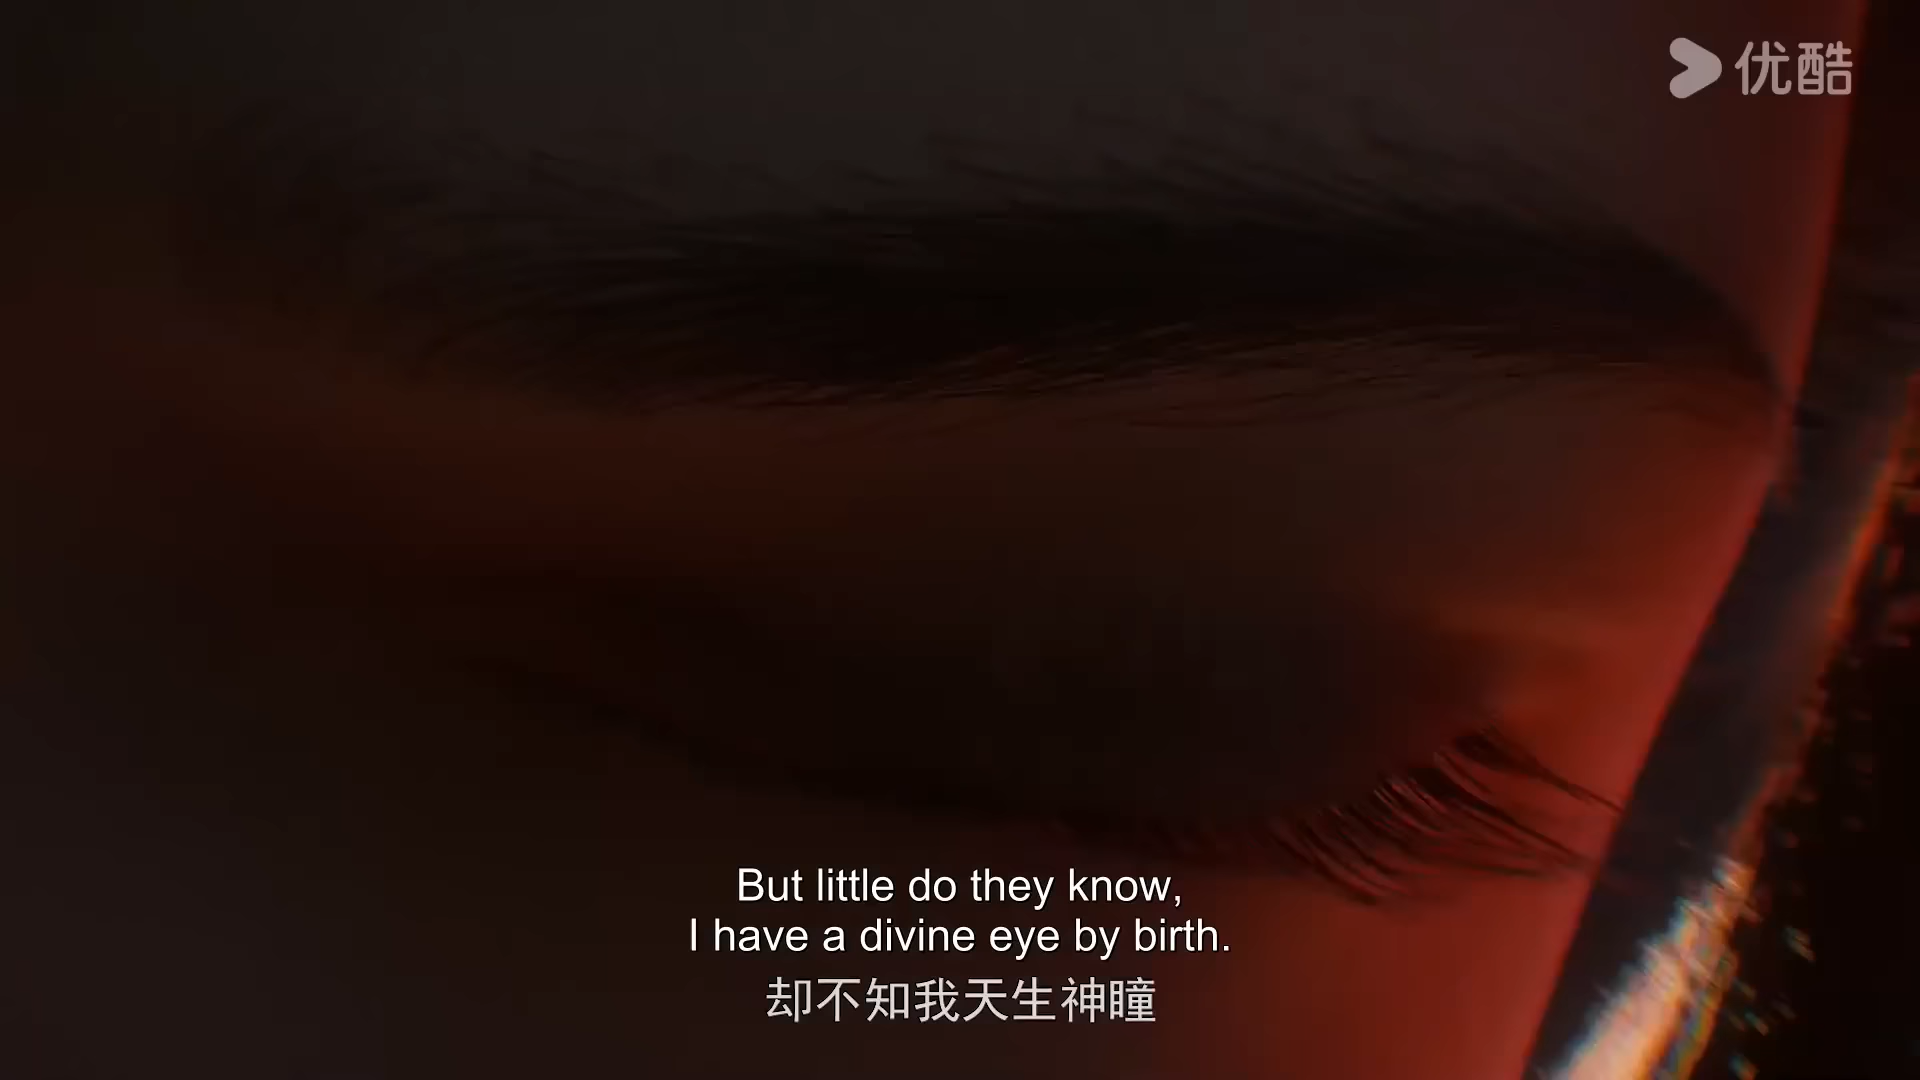 优酷
But little do they know,
I have a divine eye by birth.
却不知我天生神瞳